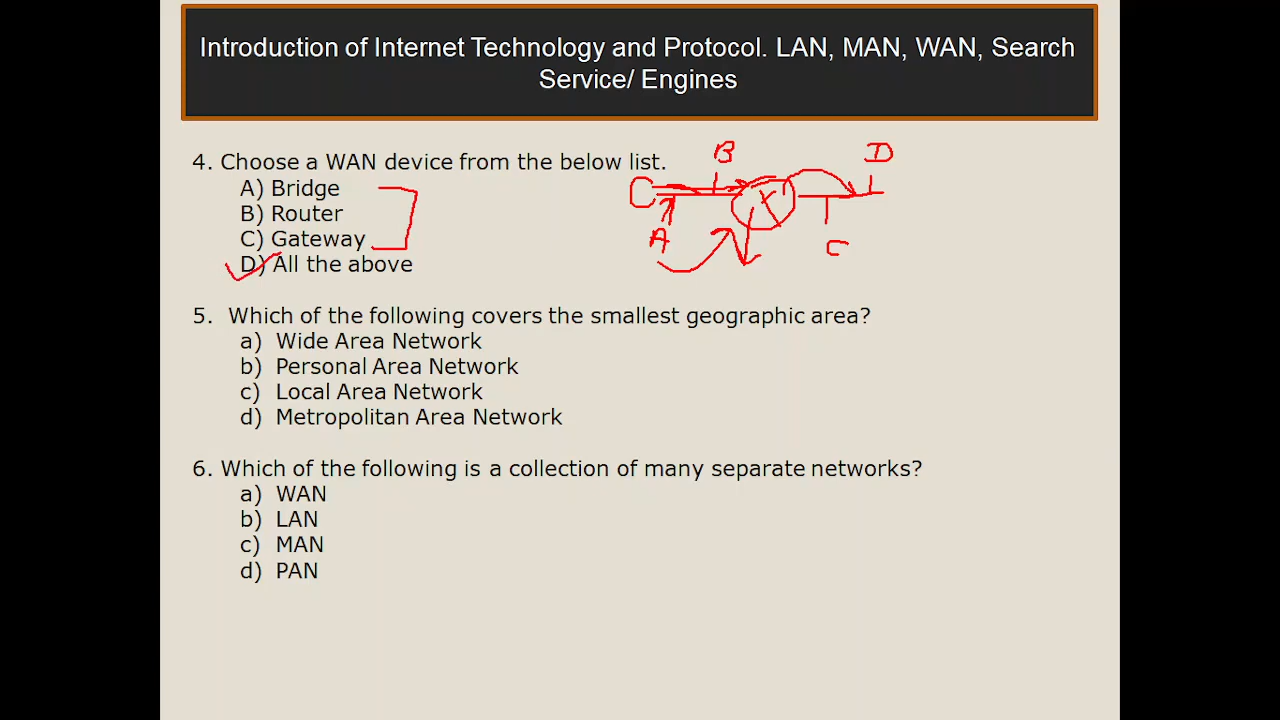 Introduction of Internet Technology and Protocol. LAN, MAN, WAN, Search
Service/ Engines
4. Choose a WAN device from the below list.
A) Bridge
B) Router
C) Gateway
D) All the above
B
D
A
C
5. Which of the following covers the smallest geographic area?
a) Wide Area Network
b) Personal Area Network
c) Local Area Network
d) Metropolitan Area Network
6. Which of the following is a collection of many separate networks?
a) WAN
b) LAN
c) MAN
d) PAN